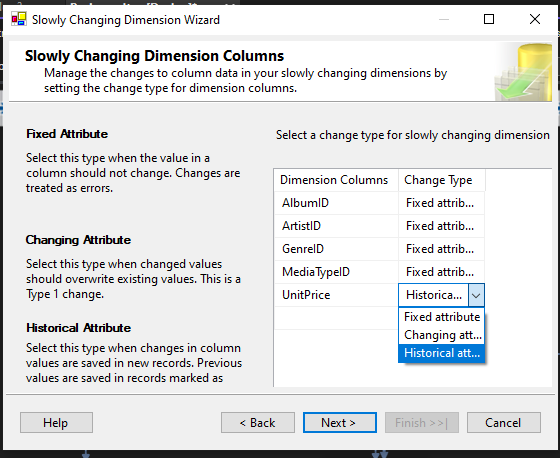 Slowly Changing Dimension Wizard
Slowly Changing Dimension Columns
Manage the changes to column data in your slowly changing dimensions by
setting the change type for dimension columns.
Fixed Attribute
Select this type when the value in a
column should not change. Changes are
treated as errors.
Changing Attribute
Select this type when changed values
should overwrite existing values. This is a
Type 1 change.
Historical Attribute
Select this type when changes in column
values are saved in new records. Previous
values are saved in records marked as
Select a change type for slowly changing dimension
Dimension Columns Change Type
AlbumID Fixed attrib...
ArtistID Fixed attrib...
GenreID Fixed attrib...
MediaTypeID Fixed attrib...
UnitPrice Historica...
Fixed attribute
Changing att...
Historical att...
Help < Back Next > Finish >>| Cancel